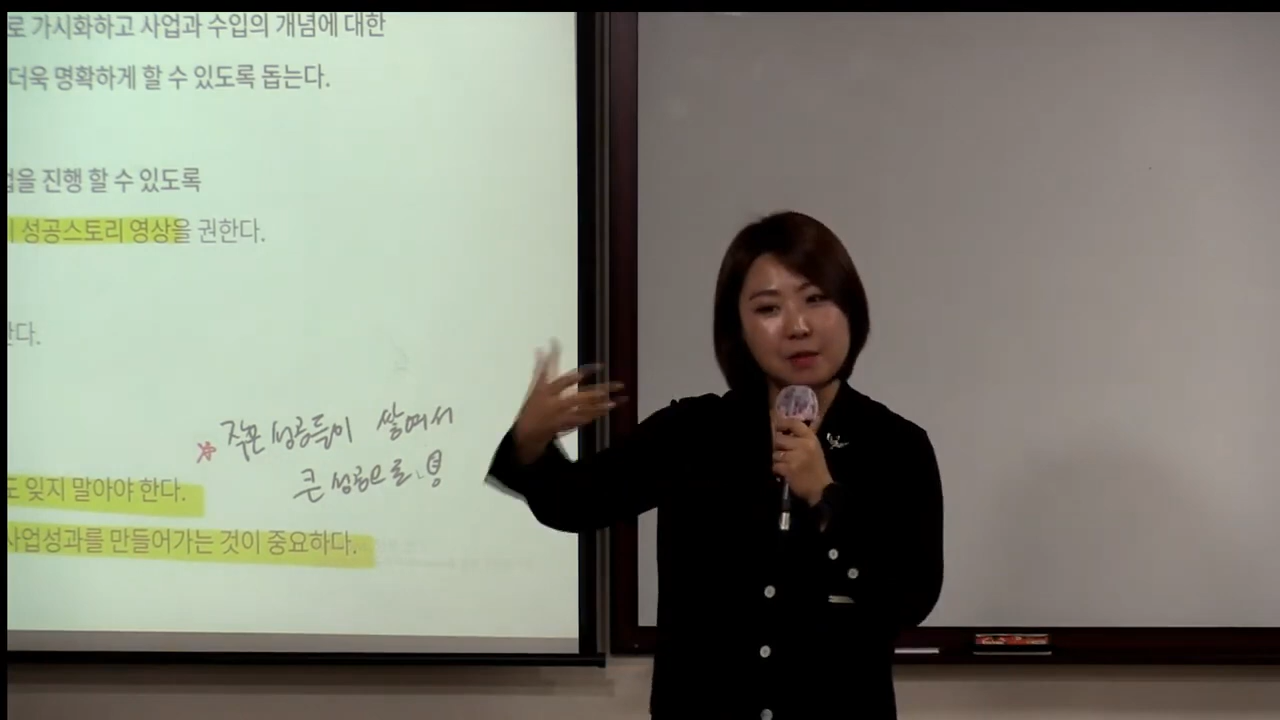 로 가시화하고 사업과 수입의 개념에 대한
더욱 명확하게 할 수 있도록 돕는다.
업을 진행 할 수 있도록
성공스토리 영상을 권한다.
한다.
작은 성공들이 쌓여서
큰 성공으로
도 잊지 말아야 한다.
사업성과를 만들어가는 것이 중요하다.